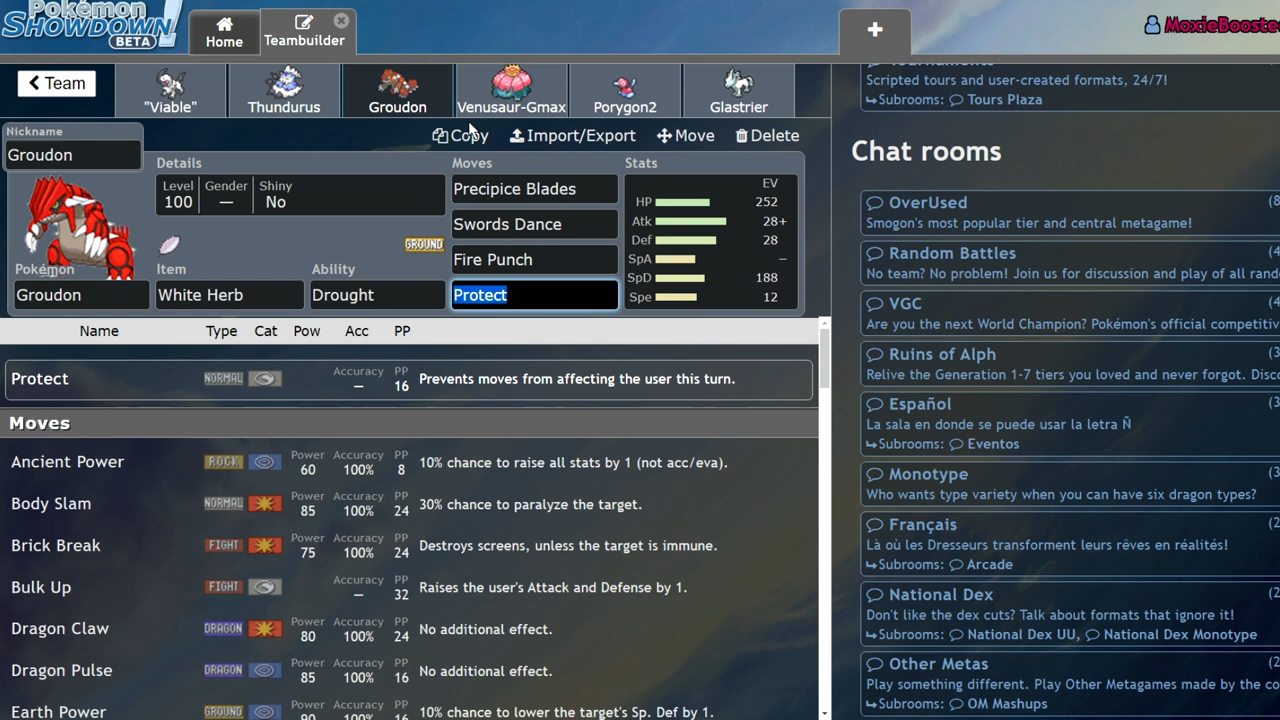 Pokémon
SHOWDOWN!
BETA
Home
Teambuilder
MoxieBooste
Team
"Viable"
Thundurus
Groudon
Venusaur-Gmax
Porygon2
Glastrier
Copy
Import/Export
Move
Delete
Nickname
Groudon
Details
Level
100
Gender
—
Shiny
No
GROUND
Pokémon
Groudon
Item
White Herb
Ability
Drought
Moves
Precipice Blades
Swords Dance
Fire Punch
Protect
Stats
EV
HP 252
Atk 28+
Def 28
SpA –
SpD 188
Spe 12
Name Type Cat Pow Acc PP
Protect NORMAL Accuracy — PP 16 Prevents moves from affecting the user this turn.
Moves
Ancient Power ROCK Power 60 Accuracy 100% PP 8 10% chance to raise all stats by 1 (not acc/eva).
Body Slam NORMAL Power 85 Accuracy 100% PP 24 30% chance to paralyze the target.
Brick Break FIGHT Power 75 Accuracy 100% PP 24 Destroys screens, unless the target is immune.
Bulk Up FIGHT Accuracy — PP 32 Raises the user's Attack and Defense by 1.
Dragon Claw DRAGON Power 80 Accuracy 100% PP 24 No additional effect.
Dragon Pulse DRAGON Power 85 Accuracy 100% PP 16 No additional effect.
Earth Power GROUND Power 90 Accuracy 100% PP 16 10% chance to lower the target's Sp. Def by 1.
Tournaments
Scripted tours and user-created formats, 24/7!
Subrooms: Tours Plaza
Chat rooms
OverUsed (8
Smogon's most popular tier and central metagame!
Random Battles (4
No team? No problem! Join us for discussion and play of all rand
VGC (4
Are you the next World Champion? Pokémon's official competitiv
Ruins of Alph (3
Relive the Generation 1-7 tiers you loved and never forgot. Disc
Español (3
La sala en donde se puede usar la letra Ñ
Subrooms: Eventos
Monotype (3
Who wants type variety when you can have six dragon types?
Français (2
Là où les Dresseurs transforment leurs rêves en réalités!
Subrooms: Arcade
National Dex (2
Don't like the dex cuts? Talk about formats that ignore it!
Subrooms: National Dex UU, National Dex Monotype
Other Metas (2
Play something different. Play Other Metagames made by the co
Subrooms: OM Mashups